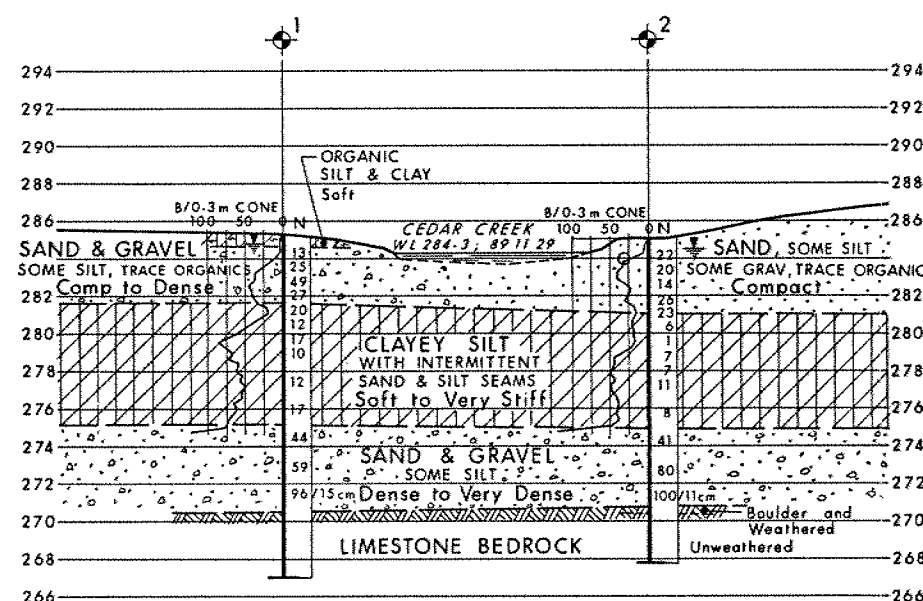 1
2
294
294
292
292
290
290
ORGANIC
SILT & CLAY
Soft
288
288
B/0·3 m CONE
100 50 0 N
B/0·3 m CONE
100 50 0 N
286
286
CEDAR CREEK
WL 284·3; 89 11 29
SAND & GRAVEL
SOME SILT, TRACE ORGANICS
Comp to Dense
SAND, SOME SILT
SOME GRAV, TRACE ORGANIC
Compact
284
282
282
280
280
278
278
276
276
274
274
272
272
270
270
268
268
266
266
13
25
49
27
20
12
17
10
12
17
44
59
96/15cm
22
20
14
26
23
6
1
7
7
11
8
41
80
100/11cm
CLAYEY SILT
WITH INTERMITTENT
SAND & SILT SEAMS
Soft to Very Stiff
SAND & GRAVEL
SOME SILT
Dense to Very Dense
Boulder and
Weathered
Unweathered
LIMESTONE BEDROCK